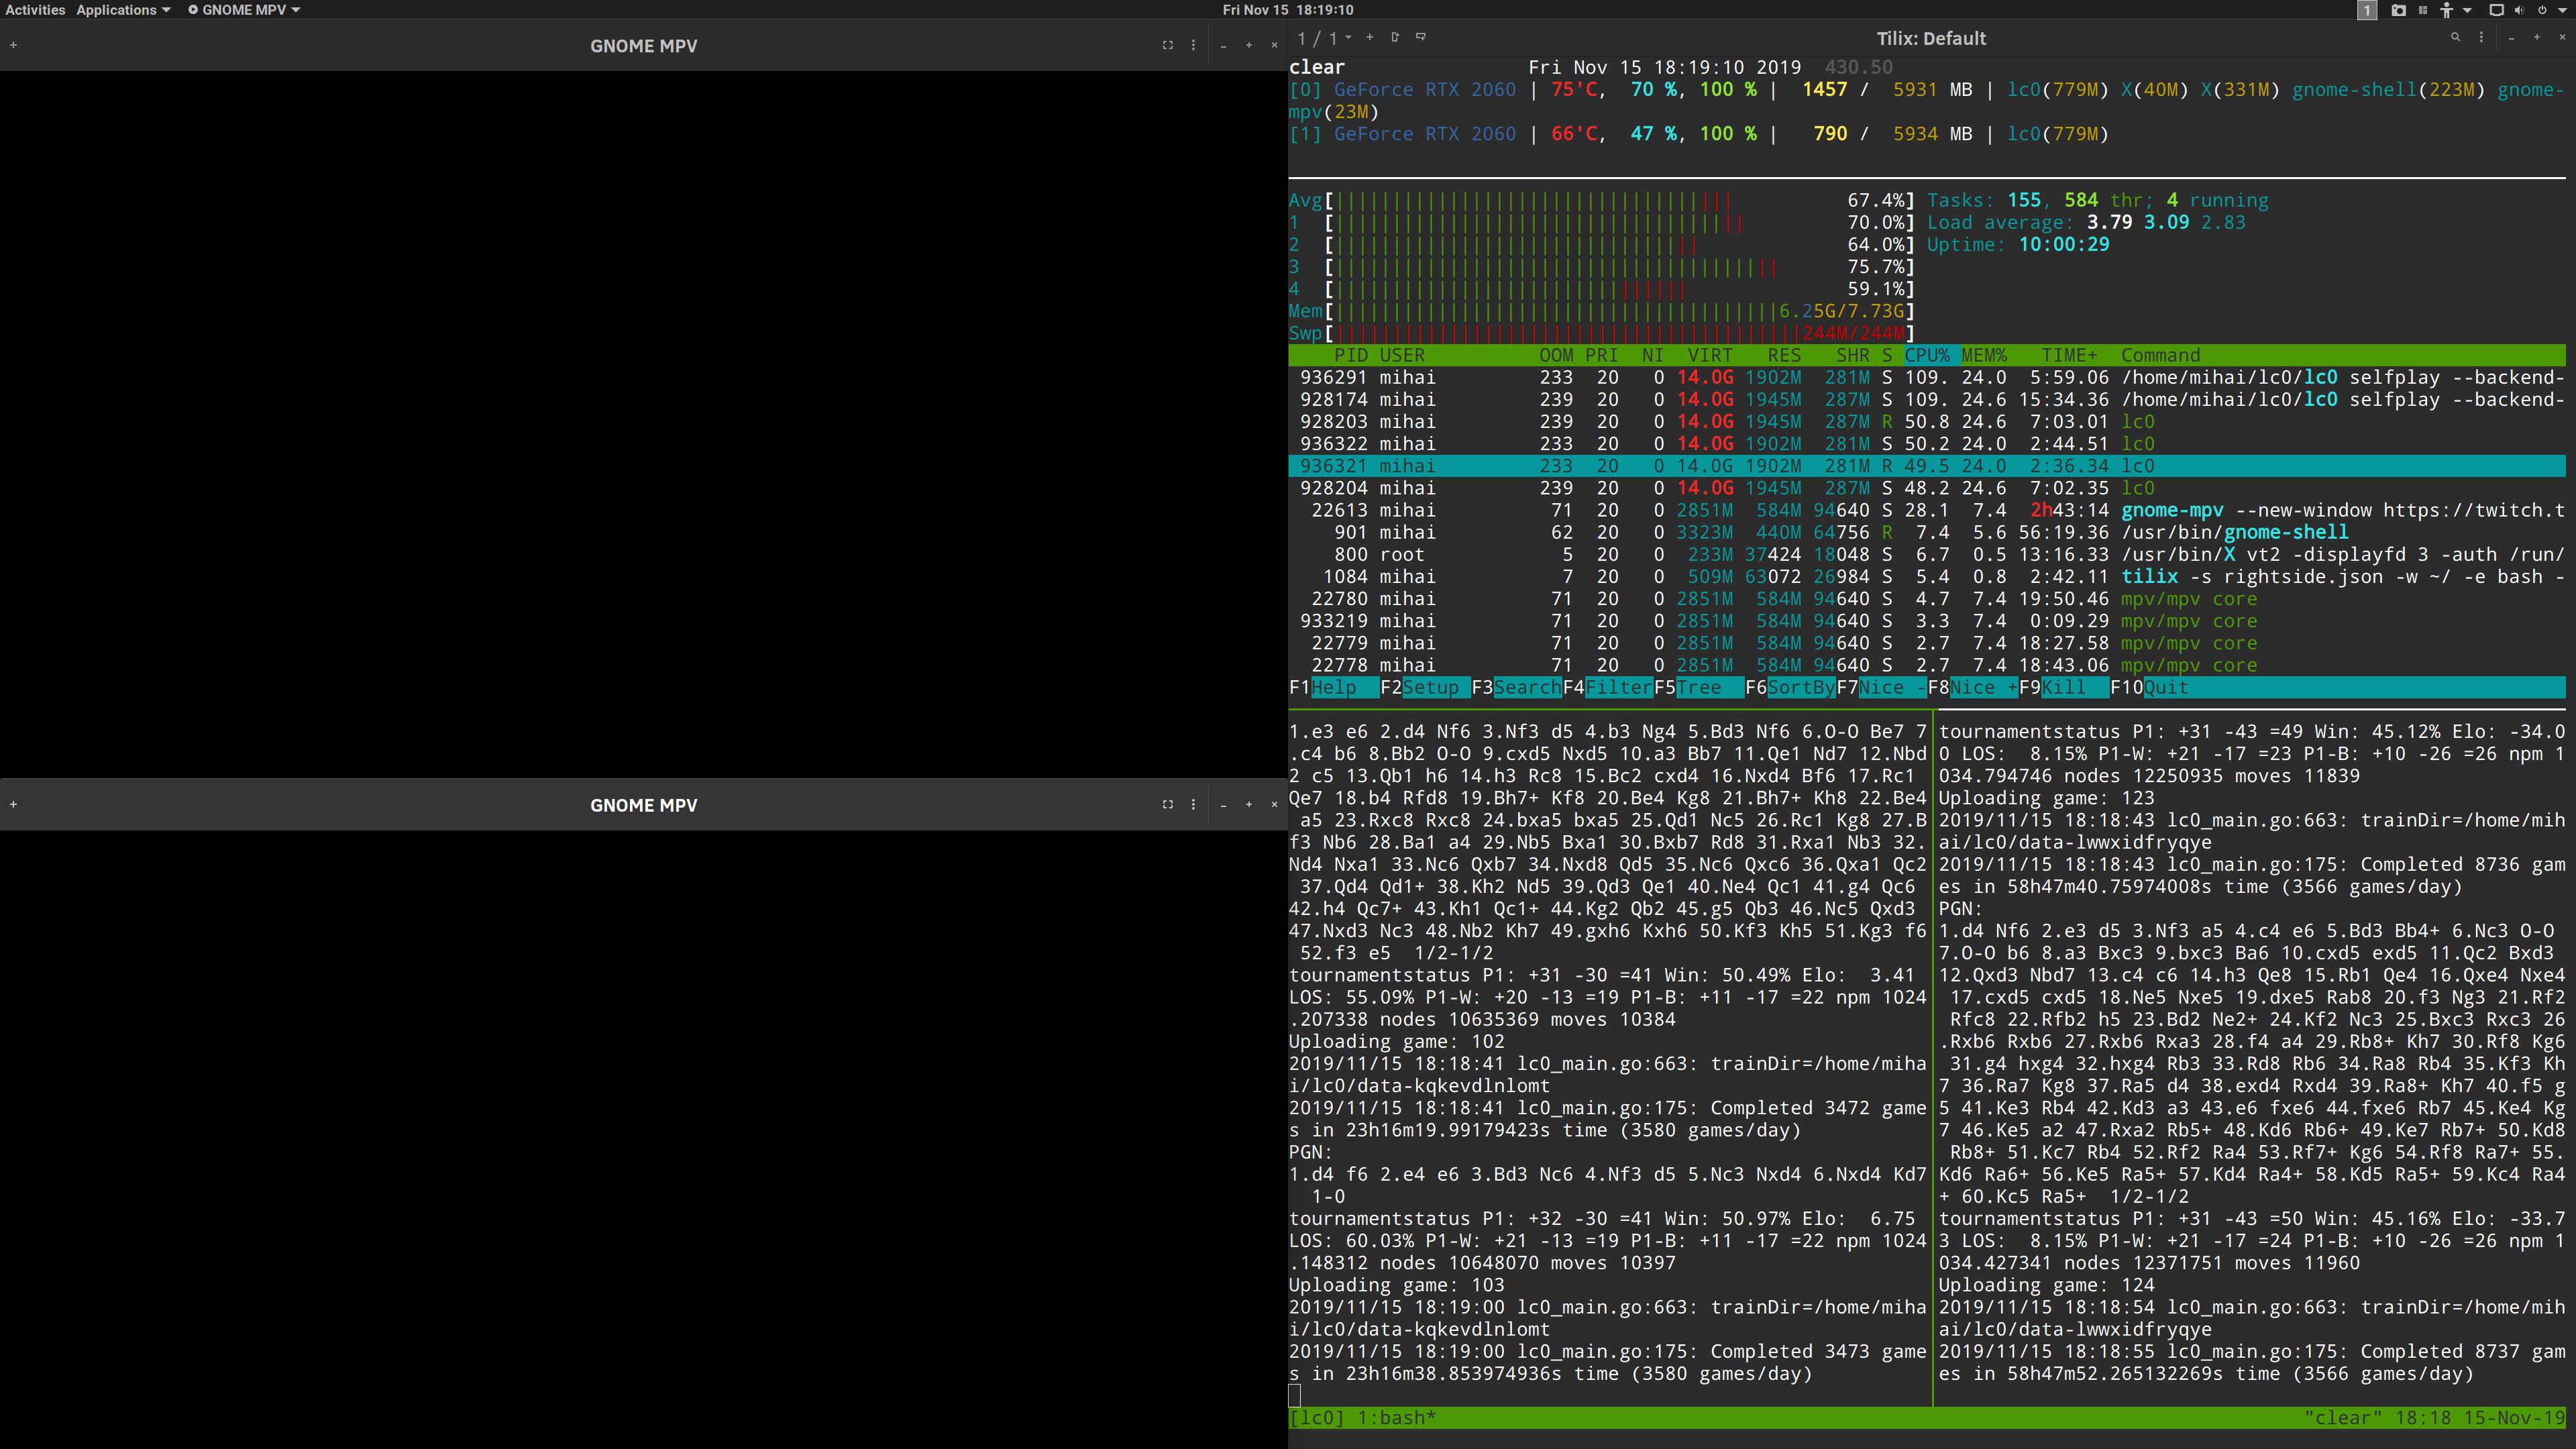 Activities Applications GNOME MPV Fri Nov 15 18:19:10 1
GNOME MPV
GNOME MPV
1 / 1 Tilix: Default
clear Fri Nov 15 18:19:10 2019 430.50
[0] GeForce RTX 2060 | 75'C, 70 %, 100 % | 1457 / 5931 MB | lc0(779M) X(40M) X(331M) gnome-shell(223M) gnome-
mpv(23M)
[1] GeForce RTX 2060 | 66'C, 47 %, 100 % | 790 / 5934 MB | lc0(779M)
Avg[ 67.4%] Tasks: 155, 584 thr; 4 running
1 [ 70.0%] Load average: 3.79 3.09 2.83
2 [ 64.0%] Uptime: 10:00:29
3 [ 75.7%]
4 [ 59.1%]
Mem[ 6.25G/7.73G]
Swp[ 244M/244M]
PID USER OOM PRI NI VIRT RES SHR S CPU% MEM% TIME+ Command
936291 mihai 233 20 0 14.0G 1902M 281M S 109. 24.0 5:59.06 /home/mihai/lc0/lc0 selfplay --backend-
928174 mihai 239 20 0 14.0G 1945M 287M S 109. 24.6 15:34.36 /home/mihai/lc0/lc0 selfplay --backend-
928203 mihai 239 20 0 14.0G 1945M 287M R 50.8 24.6 7:03.01 lc0
936322 mihai 233 20 0 14.0G 1902M 281M S 50.2 24.0 2:44.51 lc0
936321 mihai 233 20 0 14.0G 1902M 281M R 49.5 24.0 2:36.34 lc0
928204 mihai 239 20 0 14.0G 1945M 287M S 48.2 24.6 7:02.35 lc0
22613 mihai 71 20 0 2851M 584M 94640 S 28.1 7.4 2h43:14 gnome-mpv --new-window https://twitch.t
901 mihai 62 20 0 3323M 440M 64756 R 7.4 5.6 56:19.36 /usr/bin/gnome-shell
800 root 5 20 0 233M 37424 18048 S 6.7 0.5 13:16.33 /usr/bin/X vt2 -displayfd 3 -auth /run/
1084 mihai 7 20 0 509M 63072 26984 S 5.4 0.8 2:42.11 tilix -s rightside.json -w ~/ -e bash -
22780 mihai 71 20 0 2851M 584M 94640 S 4.7 7.4 19:50.46 mpv/mpv core
933219 mihai 71 20 0 2851M 584M 94640 S 3.3 7.4 0:09.29 mpv/mpv core
22779 mihai 71 20 0 2851M 584M 94640 S 2.7 7.4 18:27.58 mpv/mpv core
22778 mihai 71 20 0 2851M 584M 94640 S 2.7 7.4 18:43.06 mpv/mpv core
F1Help F2Setup F3SearchF4FilterF5Tree F6SortByF7Nice -F8Nice +F9Kill F10Quit
1.e3 e6 2.d4 Nf6 3.Nf3 d5 4.b3 Ng4 5.Bd3 Nf6 6.O-O Be7 7
.c4 b6 8.Bb2 O-O 9.cxd5 Nxd5 10.a3 Bb7 11.Qe1 Nd7 12.Nbd
2 c5 13.Qb1 h6 14.h3 Rc8 15.Bc2 cxd4 16.Nxd4 Bf6 17.Rc1
Qe7 18.b4 Rfd8 19.Bh7+ Kf8 20.Be4 Kg8 21.Bh7+ Kh8 22.Be4
a5 23.Rxc8 Rxc8 24.bxa5 bxa5 25.Qd1 Nc5 26.Rc1 Kg8 27.B
f3 Nb6 28.Ba1 a4 29.Nb5 Bxa1 30.Bxb7 Rd8 31.Rxa1 Nb3 32.
Nd4 Nxa1 33.Nc6 Qxb7 34.Nxd8 Qd5 35.Nc6 Qxc6 36.Qxa1 Qc2
37.Qd4 Qd1+ 38.Kh2 Nd5 39.Qd3 Qe1 40.Ne4 Qc1 41.g4 Qc6
42.h4 Qc7+ 43.Kh1 Qc1+ 44.Kg2 Qb2 45.g5 Qb3 46.Nc5 Qxd3
47.Nxd3 Nc3 48.Nb2 Kh7 49.gxh6 Kxh6 50.Kf3 Kh5 51.Kg3 f6
52.f3 e5 1/2-1/2
tournamentstatus P1: +31 -30 =41 Win: 50.49% Elo: 3.41
LOS: 55.09% P1-W: +20 -13 =19 P1-B: +11 -17 =22 npm 1024
.207338 nodes 10635369 moves 10384
Uploading game: 102
2019/11/15 18:18:41 lc0_main.go:663: trainDir=/home/miha
i/lc0/data-kqkevdlnlomt
2019/11/15 18:18:41 lc0_main.go:175: Completed 3472 game
s in 23h16m19.99179423s time (3580 games/day)
PGN:
1.d4 f6 2.e4 e6 3.Bd3 Nc6 4.Nf3 d5 5.Nc3 Nxd4 6.Nxd4 Kd7
1-0
tournamentstatus P1: +32 -30 =41 Win: 50.97% Elo: 6.75
LOS: 60.03% P1-W: +21 -13 =19 P1-B: +11 -17 =22 npm 1024
.148312 nodes 10648070 moves 10397
Uploading game: 103
2019/11/15 18:19:00 lc0_main.go:663: trainDir=/home/miha
i/lc0/data-kqkevdlnlomt
2019/11/15 18:19:00 lc0_main.go:175: Completed 3473 game
s in 23h16m38.853974936s time (3580 games/day)
tournamentstatus P1: +31 -43 =49 Win: 45.12% Elo: -34.0
0 LOS: 8.15% P1-W: +21 -17 =23 P1-B: +10 -26 =26 npm 1
034.794746 nodes 12250935 moves 11839
Uploading game: 123
2019/11/15 18:18:43 lc0_main.go:663: trainDir=/home/mih
ai/lc0/data-lwwxidfryqye
2019/11/15 18:18:43 lc0_main.go:175: Completed 8736 gam
es in 58h47m40.75974008s time (3566 games/day)
PGN:
1.d4 Nf6 2.e3 d5 3.Nf3 a5 4.c4 e6 5.Bd3 Bb4+ 6.Nc3 O-O
7.O-O b6 8.a3 Bxc3 9.bxc3 Ba6 10.cxd5 exd5 11.Qc2 Bxd3
12.Qxd3 Nbd7 13.c4 c6 14.h3 Qe8 15.Rb1 Qe4 16.Qxe4 Nxe4
17.cxd5 cxd5 18.Ne5 Nxe5 19.dxe5 Rab8 20.f3 Ng3 21.Rf2
Rfc8 22.Rfb2 h5 23.Bd2 Ne2+ 24.Kf2 Nc3 25.Bxc3 Rxc3 26
.Rxb6 Rxb6 27.Rxb6 Rxa3 28.f4 a4 29.Rb8+ Kh7 30.Rf8 Kg6
31.g4 hxg4 32.hxg4 Rb3 33.Rd8 Rb6 34.Ra8 Rb4 35.Kf3 Kh
7 36.Ra7 Kg8 37.Ra5 d4 38.exd4 Rxd4 39.Ra8+ Kh7 40.f5 g
5 41.Ke3 Rb4 42.Kd3 a3 43.e6 fxe6 44.fxe6 Rb7 45.Ke4 Kg
7 46.Ke5 a2 47.Rxa2 Rb5+ 48.Kd6 Rb6+ 49.Ke7 Rb7+ 50.Kd8
Rb8+ 51.Kc7 Rb4 52.Rf2 Ra4 53.Rf7+ Kg6 54.Rf8 Ra7+ 55.
Kd6 Ra6+ 56.Ke5 Ra5+ 57.Kd4 Ra4+ 58.Kd5 Ra5+ 59.Kc4 Ra4
+ 60.Kc5 Ra5+ 1/2-1/2
tournamentstatus P1: +31 -43 =50 Win: 45.16% Elo: -33.7
3 LOS: 8.15% P1-W: +21 -17 =24 P1-B: +10 -26 =26 npm 1
034.427341 nodes 12371751 moves 11960
Uploading game: 124
2019/11/15 18:18:54 lc0_main.go:663: trainDir=/home/mih
ai/lc0/data-lwwxidfryqye
2019/11/15 18:18:55 lc0_main.go:175: Completed 8737 gam
es in 58h47m52.265132269s time (3566 games/day)
[lc0] 1:bash* "clear" 18:18 15-Nov-19